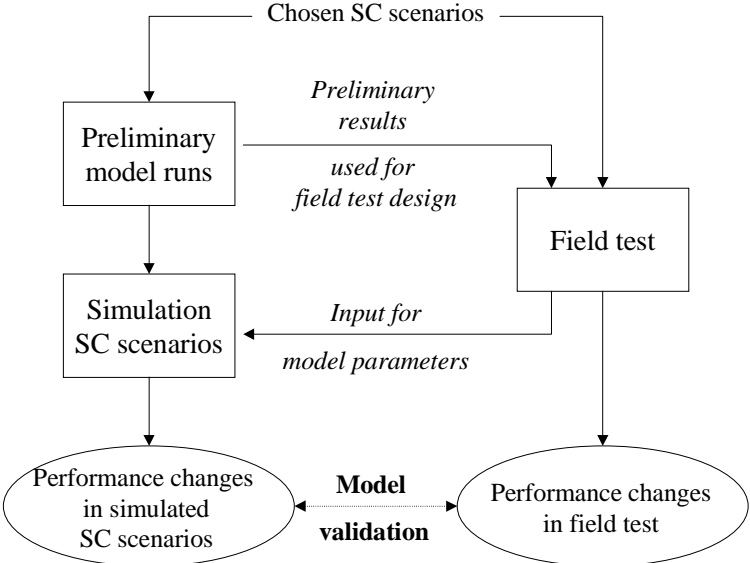 Chosen SC scenarios
Preliminary
results
Preliminary
model runs
used for
field test design
Field test
Simulation
SC scenarios
Input for
model parameters
Performance changes
in simulated
SC scenarios
Model
validation
Performance changes
in field test